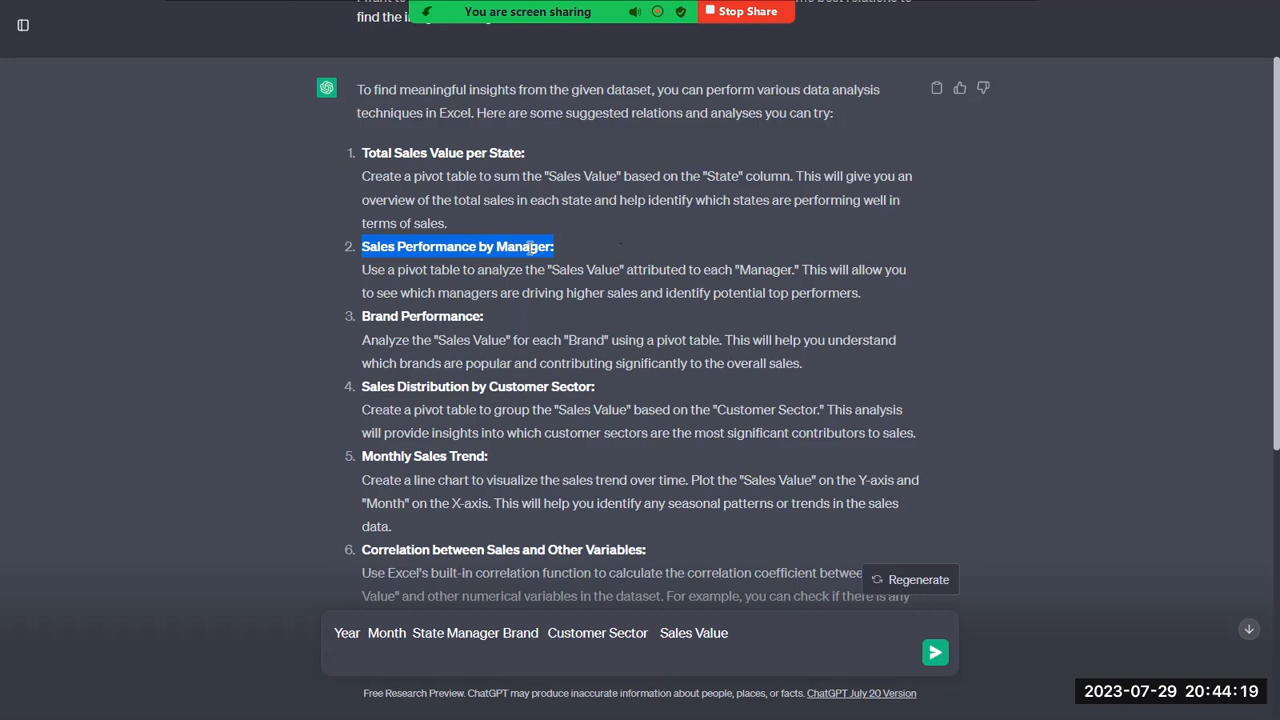 You are screen sharing
Stop Share
find the
To find meaningful insights from the given dataset, you can perform various data analysis
techniques in Excel. Here are some suggested relations and analyses you can try:
1. Total Sales Value per State:
Create a pivot table to sum the "Sales Value" based on the "State" column. This will give you an
overview of the total sales in each state and help identify which states are performing well in
terms of sales.
2. Sales Performance by Manager:
Use a pivot table to analyze the "Sales Value" attributed to each "Manager." This will allow you
to see which managers are driving higher sales and identify potential top performers.
3. Brand Performance:
Analyze the "Sales Value" for each "Brand" using a pivot table. This will help you understand
which brands are popular and contributing significantly to the overall sales.
4. Sales Distribution by Customer Sector:
Create a pivot table to group the "Sales Value" based on the "Customer Sector." This analysis
will provide insights into which customer sectors are the most significant contributors to sales.
5. Monthly Sales Trend:
Create a line chart to visualize the sales trend over time. Plot the "Sales Value" on the Y-axis and
"Month" on the X-axis. This will help you identify any seasonal patterns or trends in the sales
data.
6. Correlation between Sales and Other Variables:
Use Excel's built-in correlation function to calculate the correlation coefficient betwee
Regenerate
Value" and other numerical variables in the dataset. For example, you can check if there is any
Year Month State Manager Brand Customer Sector Sales Value
Free Research Preview. ChatGPT may produce inaccurate information about people, places, or facts. ChatGPT July 20 Version
2023-07-29 20:44:19